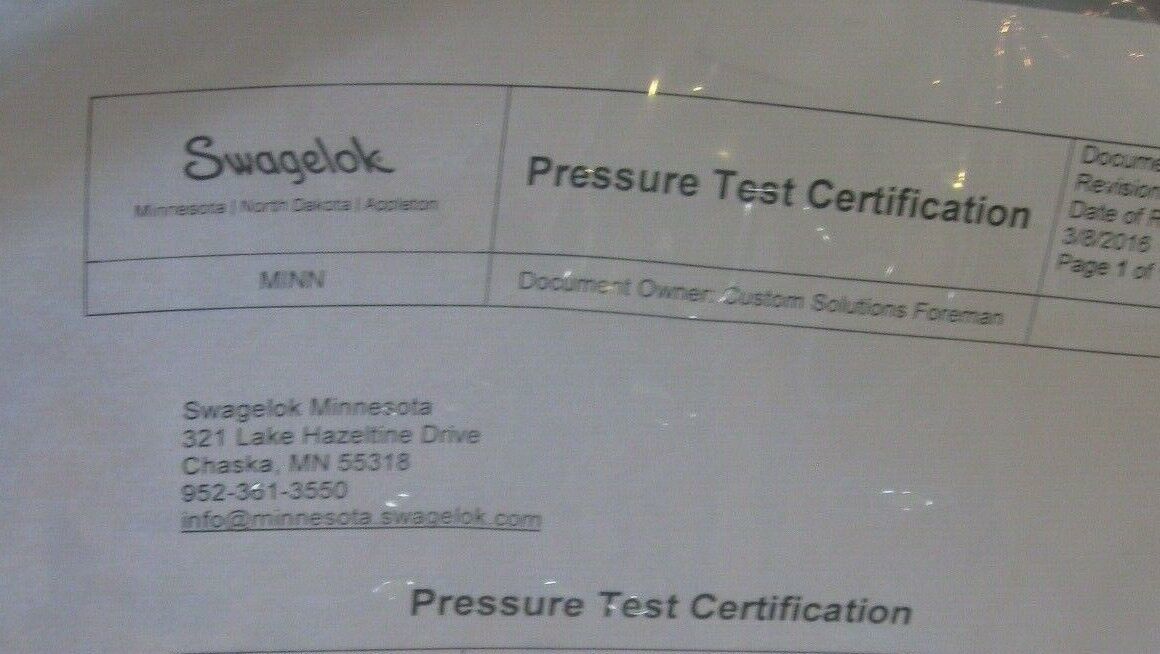 Swagelok
Minnesota | North Dakota | Appleton
Pressure Test Certification
Docume
Revision
Date of R
3/8/2016
Page 1 of
MINN
Document Owner: Custom Solutions Foreman
Swagelok Minnesota
321 Lake Hazeltine Drive
Chaska, MN 55318
952-361-3550
info@minnesota.swagelok.com
Pressure Test Certification